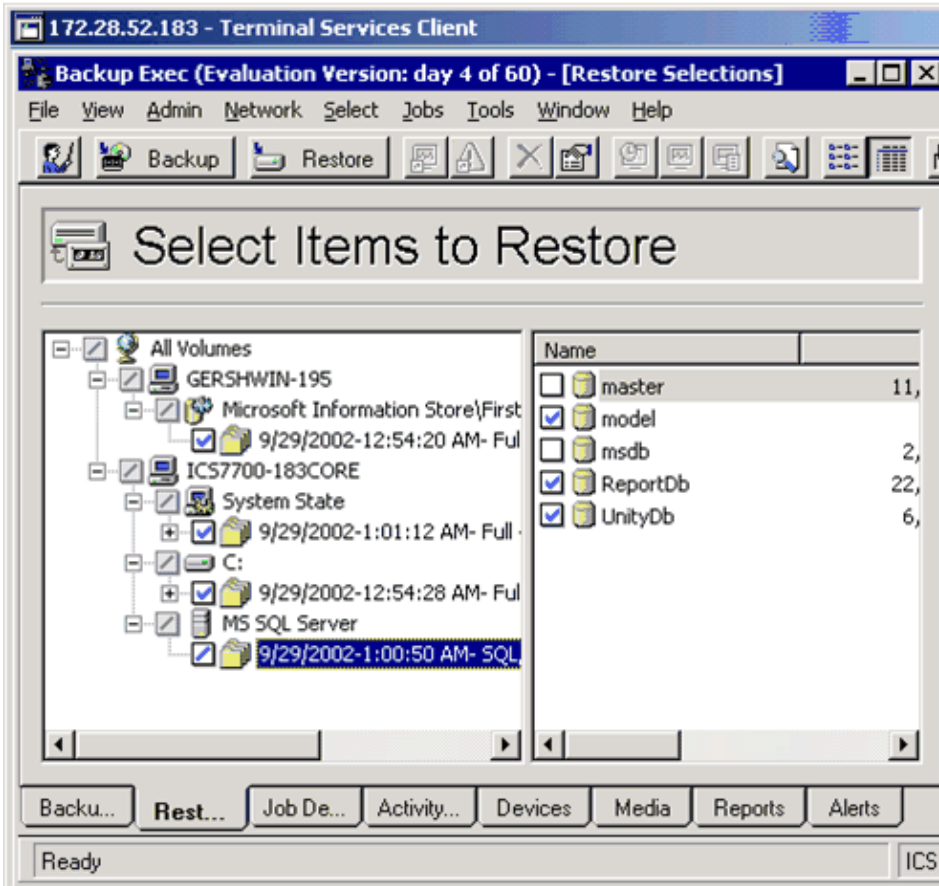 172.28.52.183 - Terminal Services Client
Backup Exec (Evaluation Version: day 4 of 60) - [Restore Selections]
File View Admin Network Select Jobs Tools Window Help
Backup Restore
Select Items to Restore
All Volumes
GERSHWIN-195
Microsoft Information Store\First
9/29/2002-12:54:20 AM- Ful
ICS7700-183CORE
System State
9/29/2002-1:01:12 AM- Full -
C:
9/29/2002-12:54:28 AM- Ful
MS SQL Server
9/29/2002-1:00:50 AM- SQL,
Name
master 11,
model
msdb 2,
ReportDb 22,
UnityDb 6,
Backu... Rest... Job De... Activity... Devices Media Reports Alerts
Ready ICS